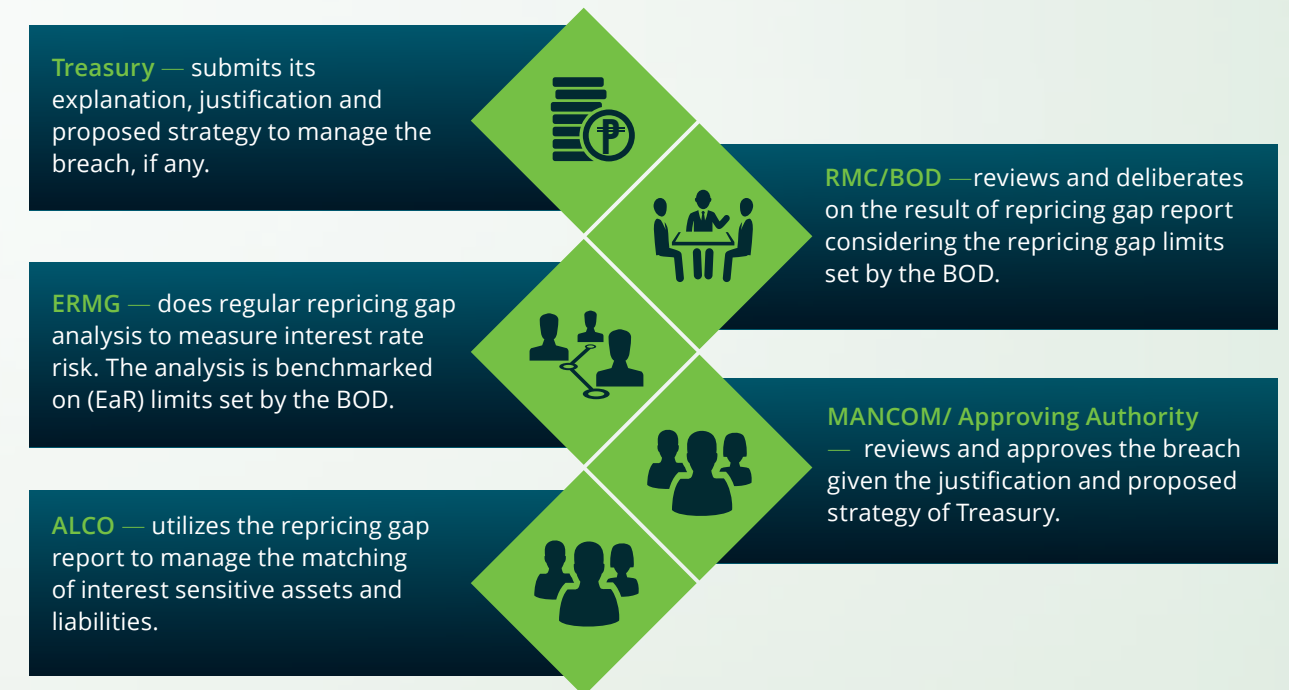 Treasury — submits its
explanation, justification and
proposed strategy to manage the
breach, if any.
RMC/BOD —reviews and deliberates
on the result of repricing gap report
considering the repricing gap limits
set by the BOD.
ERMG — does regular repricing gap
analysis to measure interest rate
risk. The analysis is benchmarked
on (EaR) limits set by the BOD.
MANCOM/ Approving Authority
— reviews and approves the breach
given the justification and proposed
strategy of Treasury.
ALCO — utilizes the repricing gap
report to manage the matching
of interest sensitive assets and
liabilities.